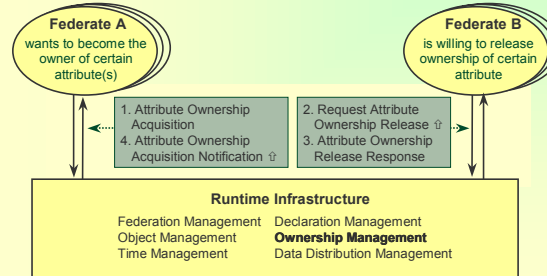 Federate A
wants to become the
owner of certain
attribute(s)
Federate B
is willing to release
ownership of certain
attribute
1. Attribute Ownership
Acquisition
4. Attribute Ownership
Acquisition Notification ⇧
2. Request Attribute
Ownership Release ⇧
3. Attribute Ownership
Release Response
Runtime Infrastructure
Federation Management Declaration Management
Object Management Ownership Management
Time Management Data Distribution Management